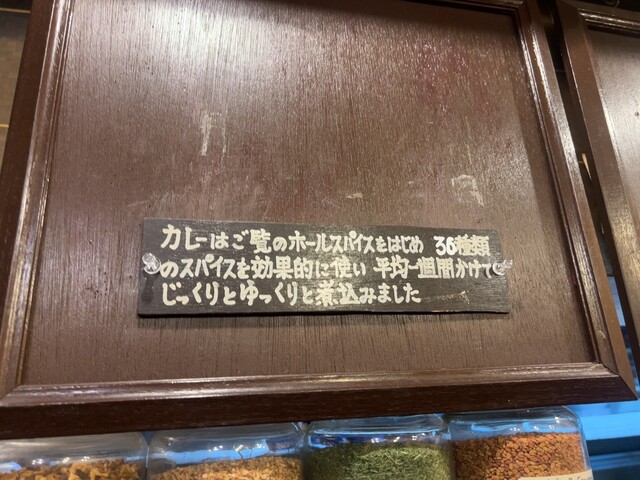 カレーはご覧のホールスパイスをはじめ 36種類
のスパイスを効果的に使い 平均一週間かけて
じっくりとゆっくりと煮込みました